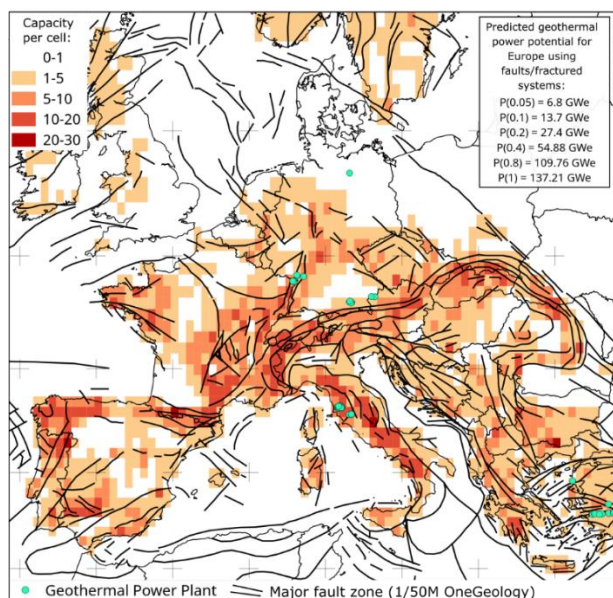 Capacity
per cell:
0-1
1-5
5-10
10-20
20-30
Predicted geothermal
power potential for
Europe using
faults/fractured
systems:
P(0.05) = 6.8 GWe
P(0.1) = 13.7 GWe
P(0.2) = 27.4 GWe
P(0.4) = 54.88 GWe
P(0.8) = 109.76 GWe
P(1) = 137.21 GWe
Geothermal Power Plant
Major fault zone (1/50M OneGeology)